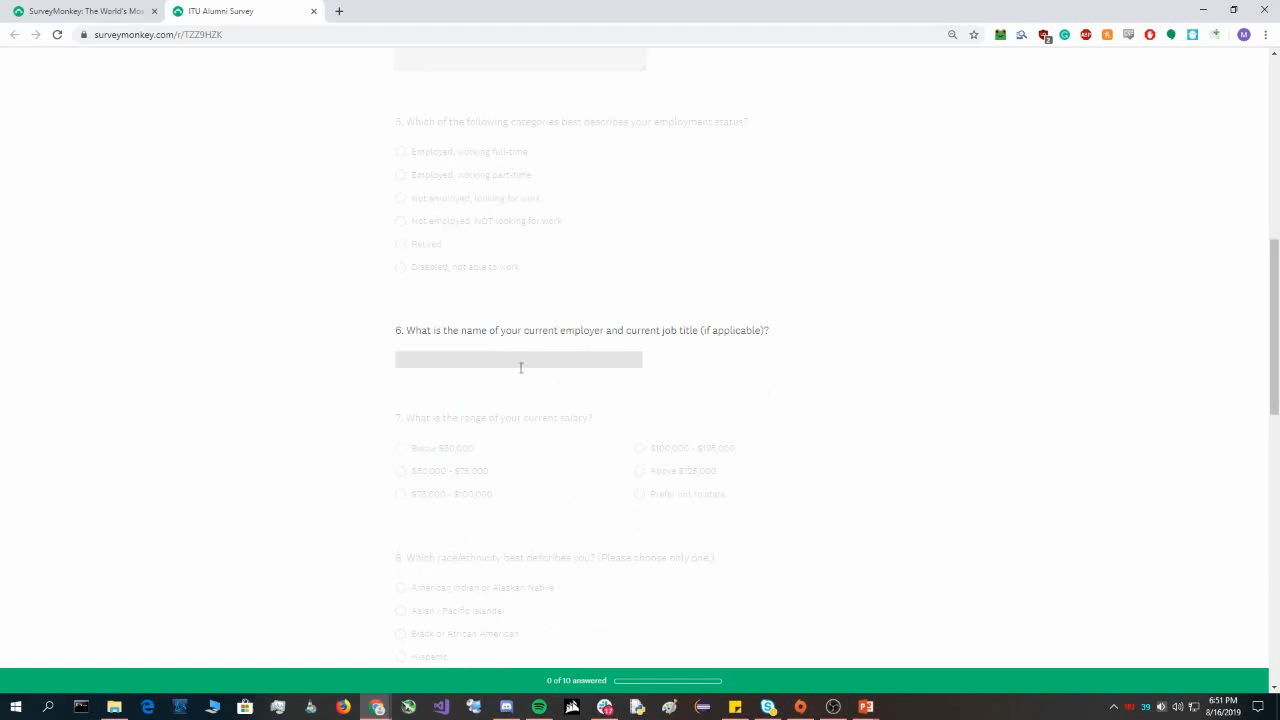 SurveyMonkey: The World's Mos
ITU Alumni Survey
surveymonkey.com/r/TZZ9HZK
M
2
ABP
5. Which of the following categories best describes your employment status?
Employed, working full-time
Employed, working part-time
Not employed, looking for work
Not employed, NOT looking for work
Retired
Disabled, not able to work
6. What is the name of your current employer and current job title (if applicable)?
7. What is the range of your current salary?
Below $50,000
$100,000 - $125,000
$50,000 - $75,000
Above $125,000
$75,000 - $100,000
Prefer not to state
8. Which race/ethnicity best describes you? (Please choose only one.)
American Indian or Alaskan Native
Asian / Pacific Islander
Black or African American
Hispanic
0 of 10 answered
17
39
6:51 PM
8/16/2019